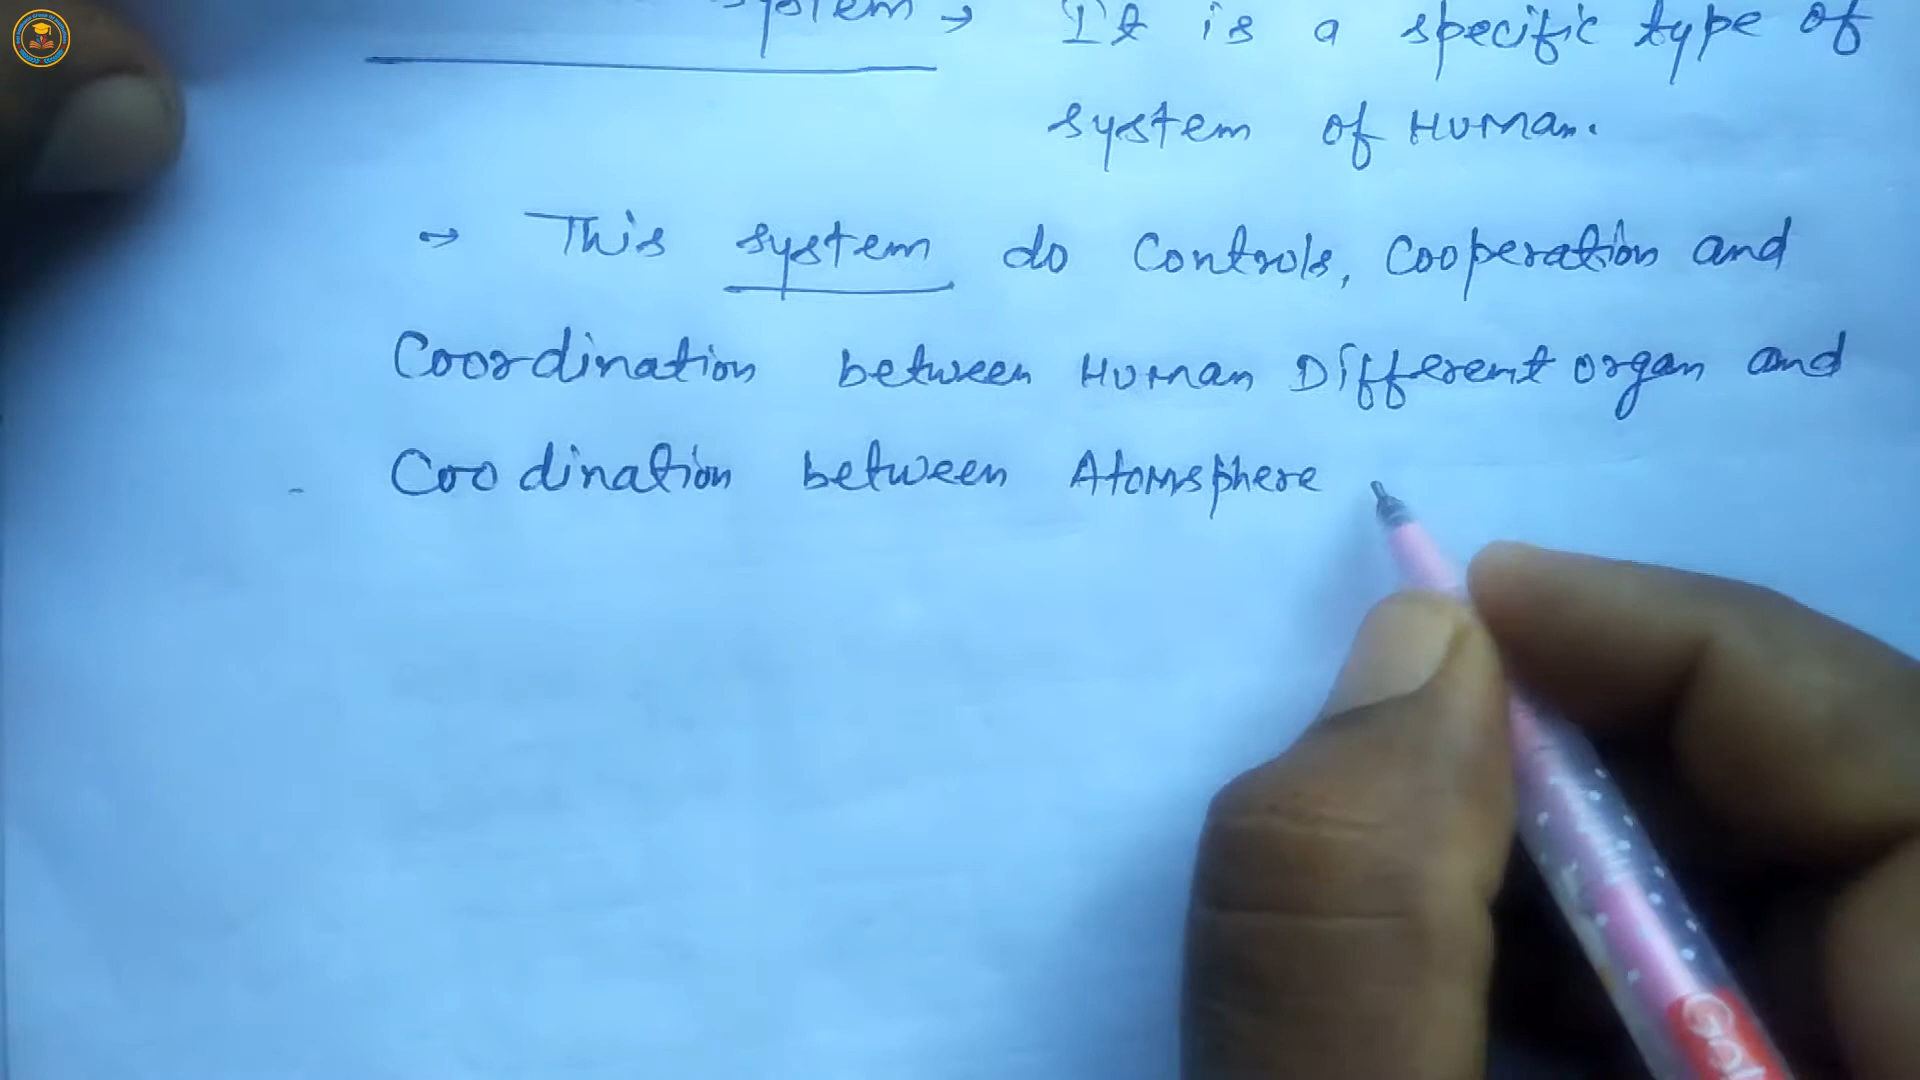 system → It is a specific type of
system of Human.
→ This system do controls, cooperation and
Coordination between Human Different organ and
Coodination between Atomsphere